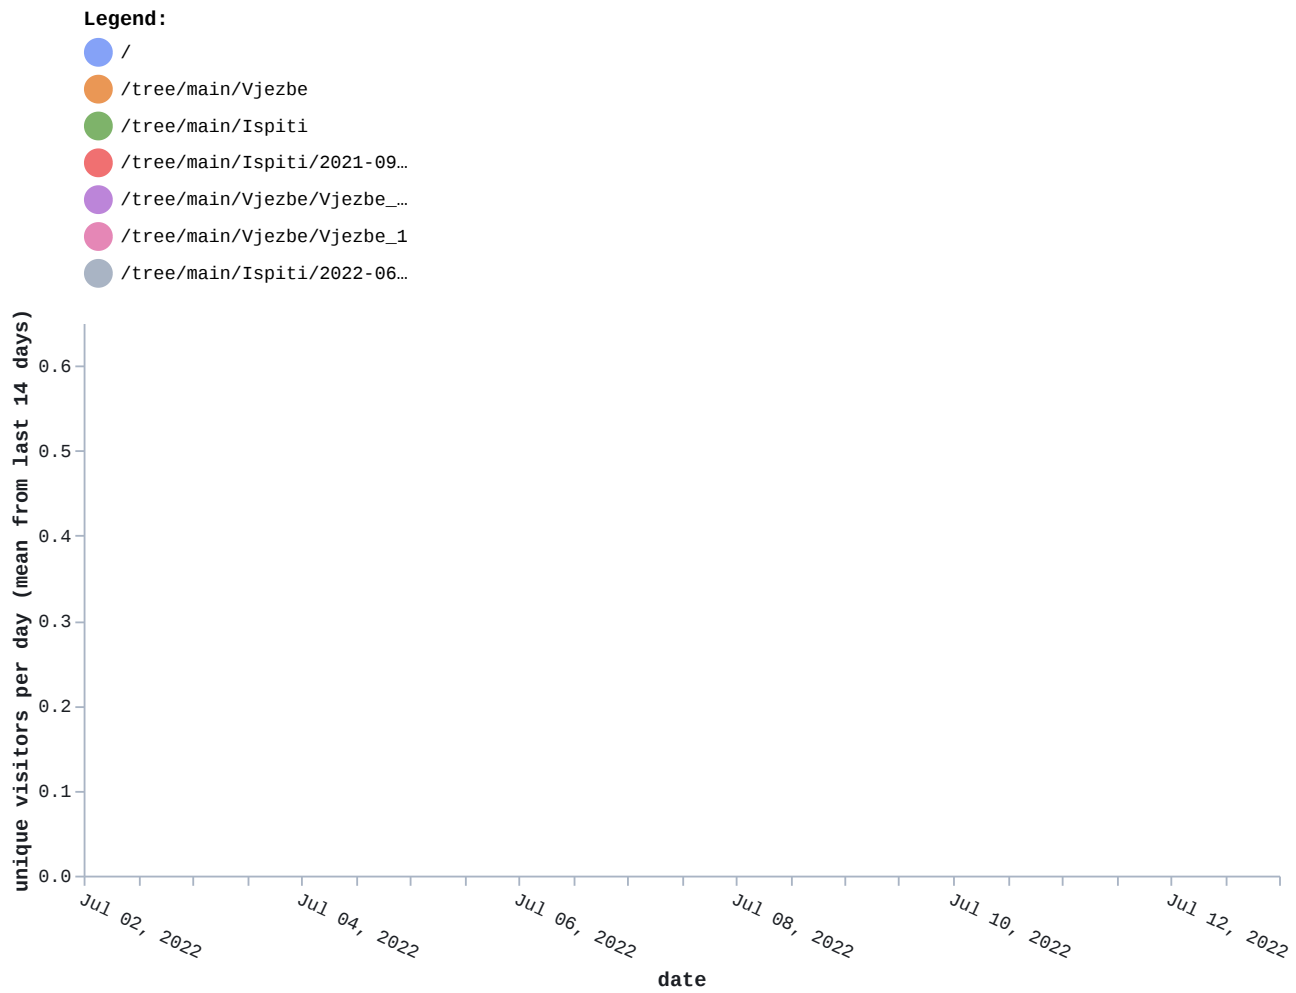 Legend:
/
/tree/main/Vjezbe
/tree/main/Ispiti
/tree/main/Ispiti/2021-09…
/tree/main/Vjezbe/Vjezbe_…
/tree/main/Vjezbe/Vjezbe_1
/tree/main/Ispiti/2022-06…
unique visitors per day (mean from last 14 days)
0.6
0.5
0.4
0.3
0.2
0.1
0.0
Jul 02, 2022
Jul 04, 2022
Jul 06, 2022
Jul 08, 2022
Jul 10, 2022
Jul 12, 2022
date